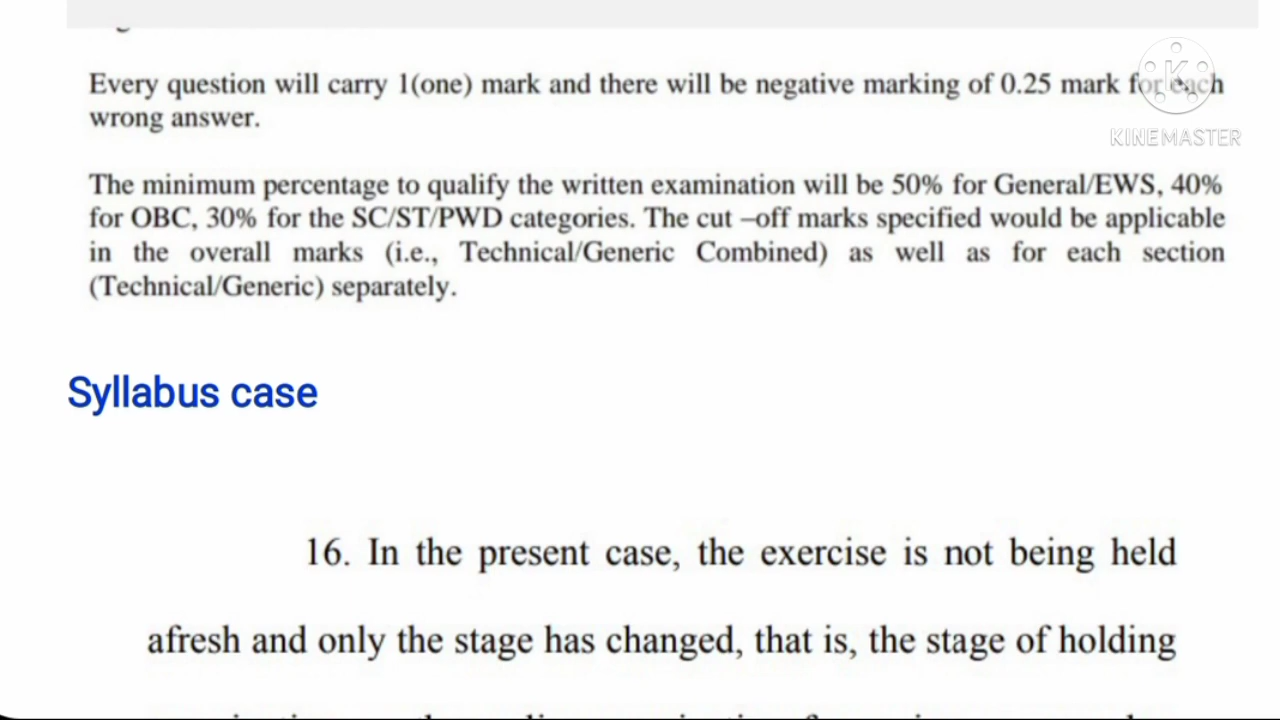 Every question will carry 1(one) mark and there will be negative marking of 0.25 mark for each
wrong answer.
KINEMASTER
The minimum percentage to qualify the written examination will be 50% for General/EWS, 40%
for OBC, 30% for the SC/ST/PWD categories. The cut –off marks specified would be applicable
in the overall marks (i.e., Technical/Generic Combined) as well as for each section
(Technical/Generic) separately.
Syllabus case
16. In the present case, the exercise is not being held
afresh and only the stage has changed, that is, the stage of holding